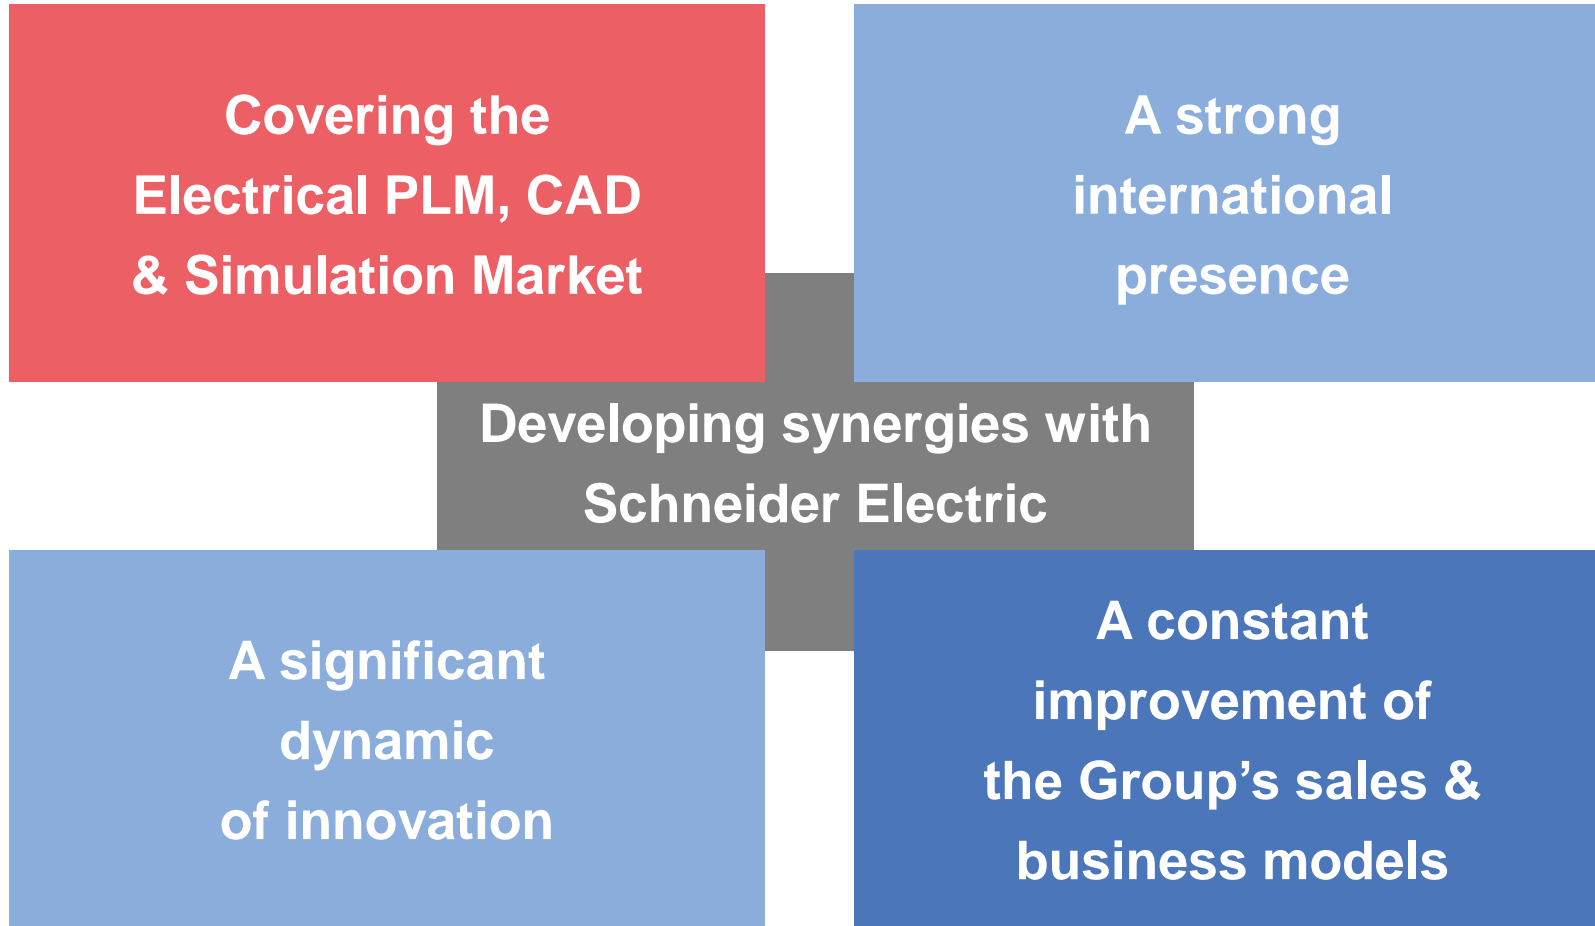 Covering the
Electrical PLM, CAD
& Simulation Market
A strong
international
presence
Developing synergies with
Schneider Electric
A significant
dynamic
of innovation
A constant
improvement of
the Group’s sales &
business models